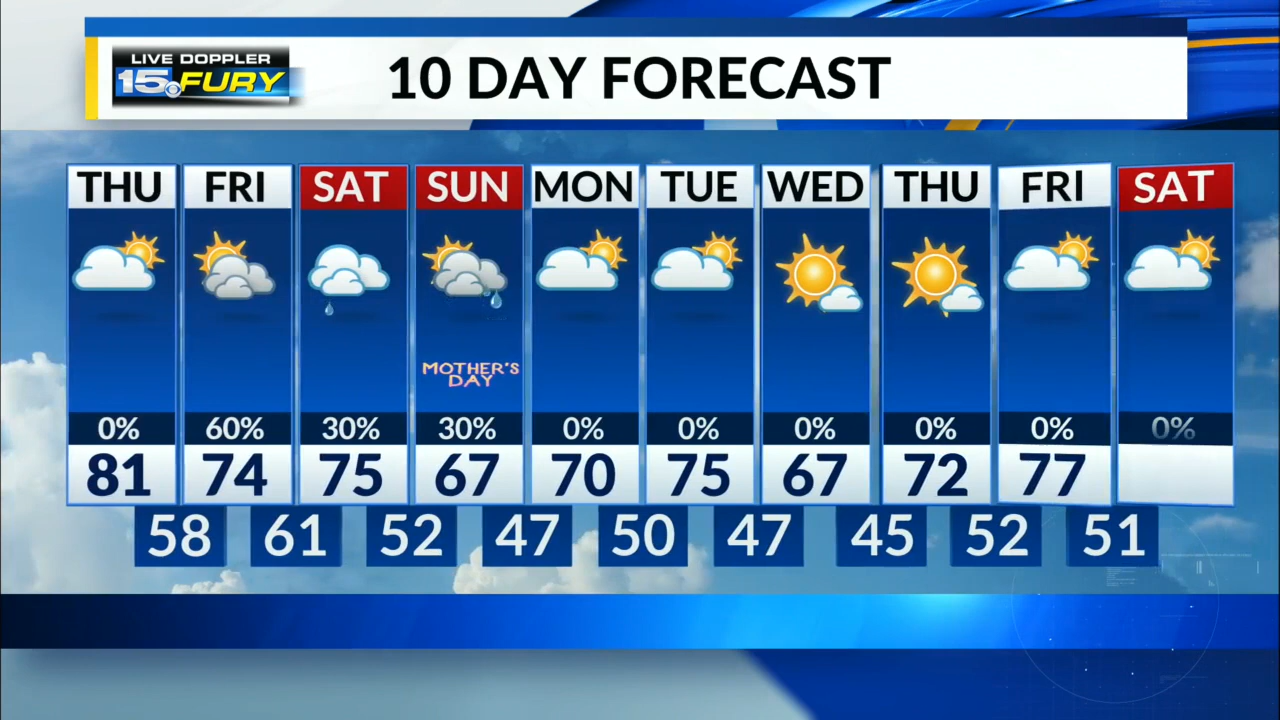 LIVE DOPPLER
15 FURY
10 DAY FORECAST
THU FRI SAT SUN MON TUE WED THU FRI SAT
MOTHER'S
DAY
0% 60% 30% 30% 0% 0% 0% 0% 0% 0%
81 74 75 67 70 75 67 72 77
58 61 52 47 50 47 45 52 51